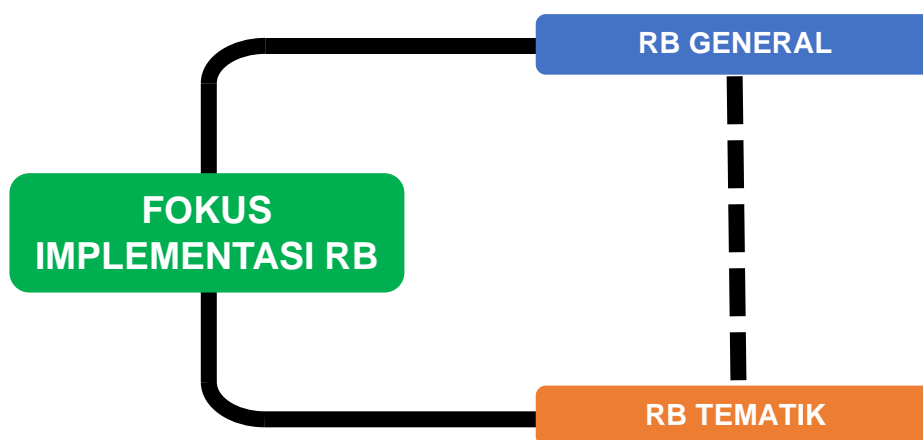 RB GENERAL
FOKUS
IMPLEMENTASI RB
RB TEMATIK